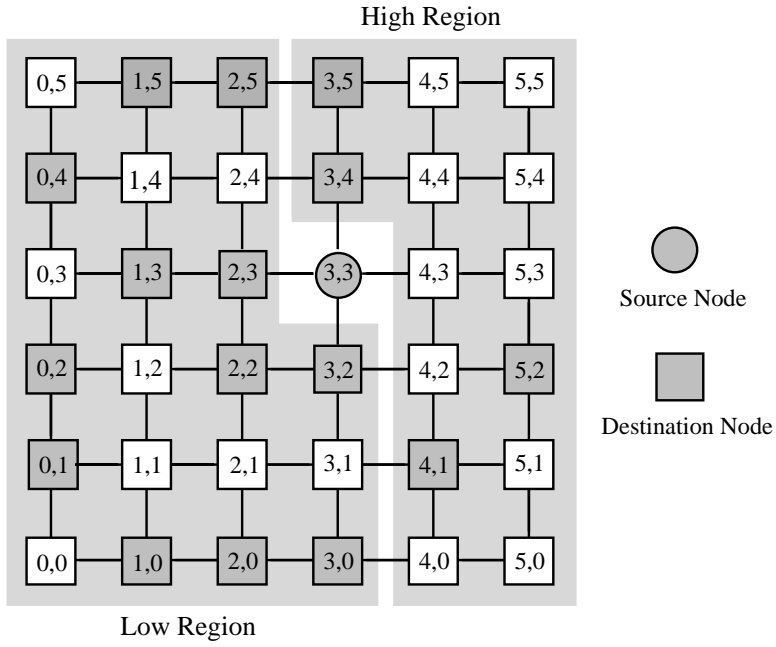 High Region
0,5 1,5 2,5 3,5 4,5 5,5
0,4 1,4 2,4 3,4 4,4 5,4
0,3 1,3 2,3 3,3 4,3 5,3
Source Node
0,2 1,2 2,2 3,2 4,2 5,2
Destination Node
0,1 1,1 2,1 3,1 4,1 5,1
0,0 1,0 2,0 3,0 4,0 5,0
Low Region